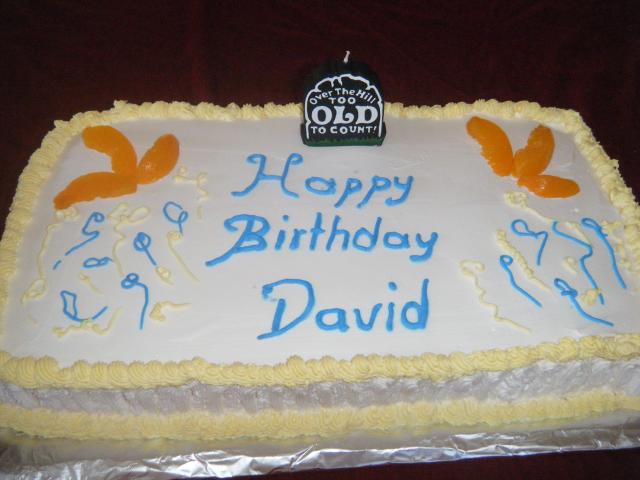 Over The Hill
TOO
OLD
TO COUNT!
Happy
Birthday
David